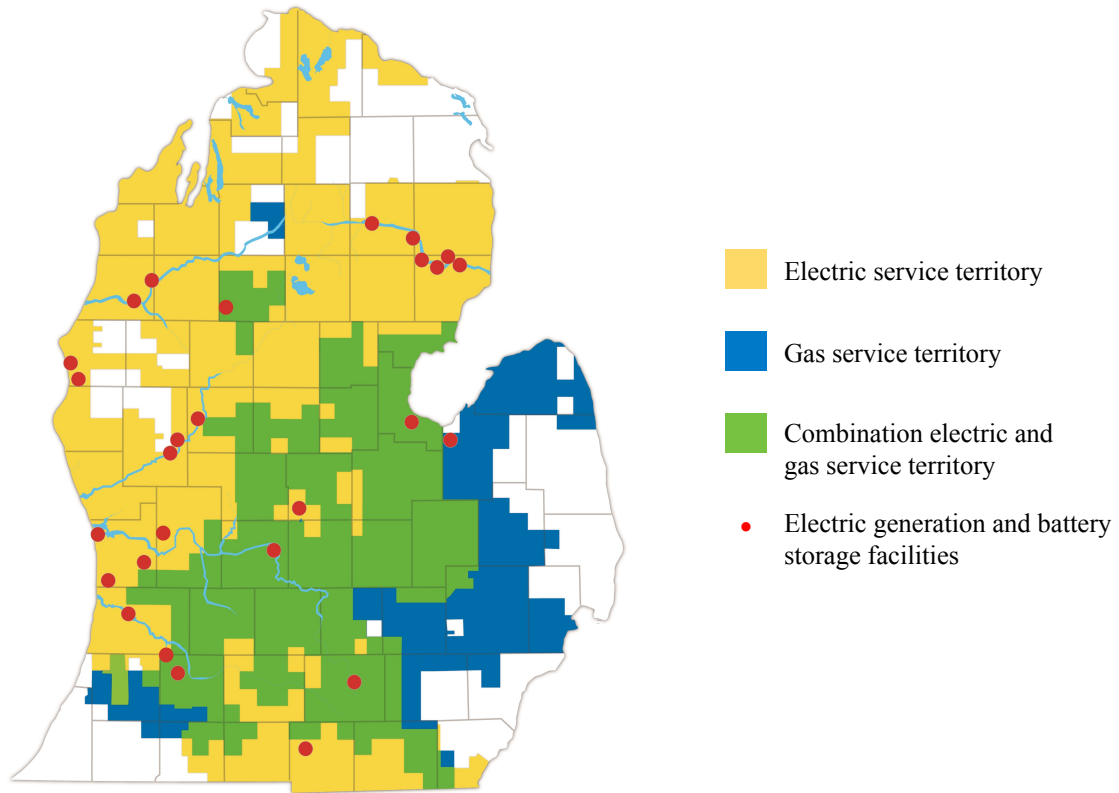 Electric service territory
Gas service territory
Combination electric and
gas service territory
Electric generation and battery
storage facilities